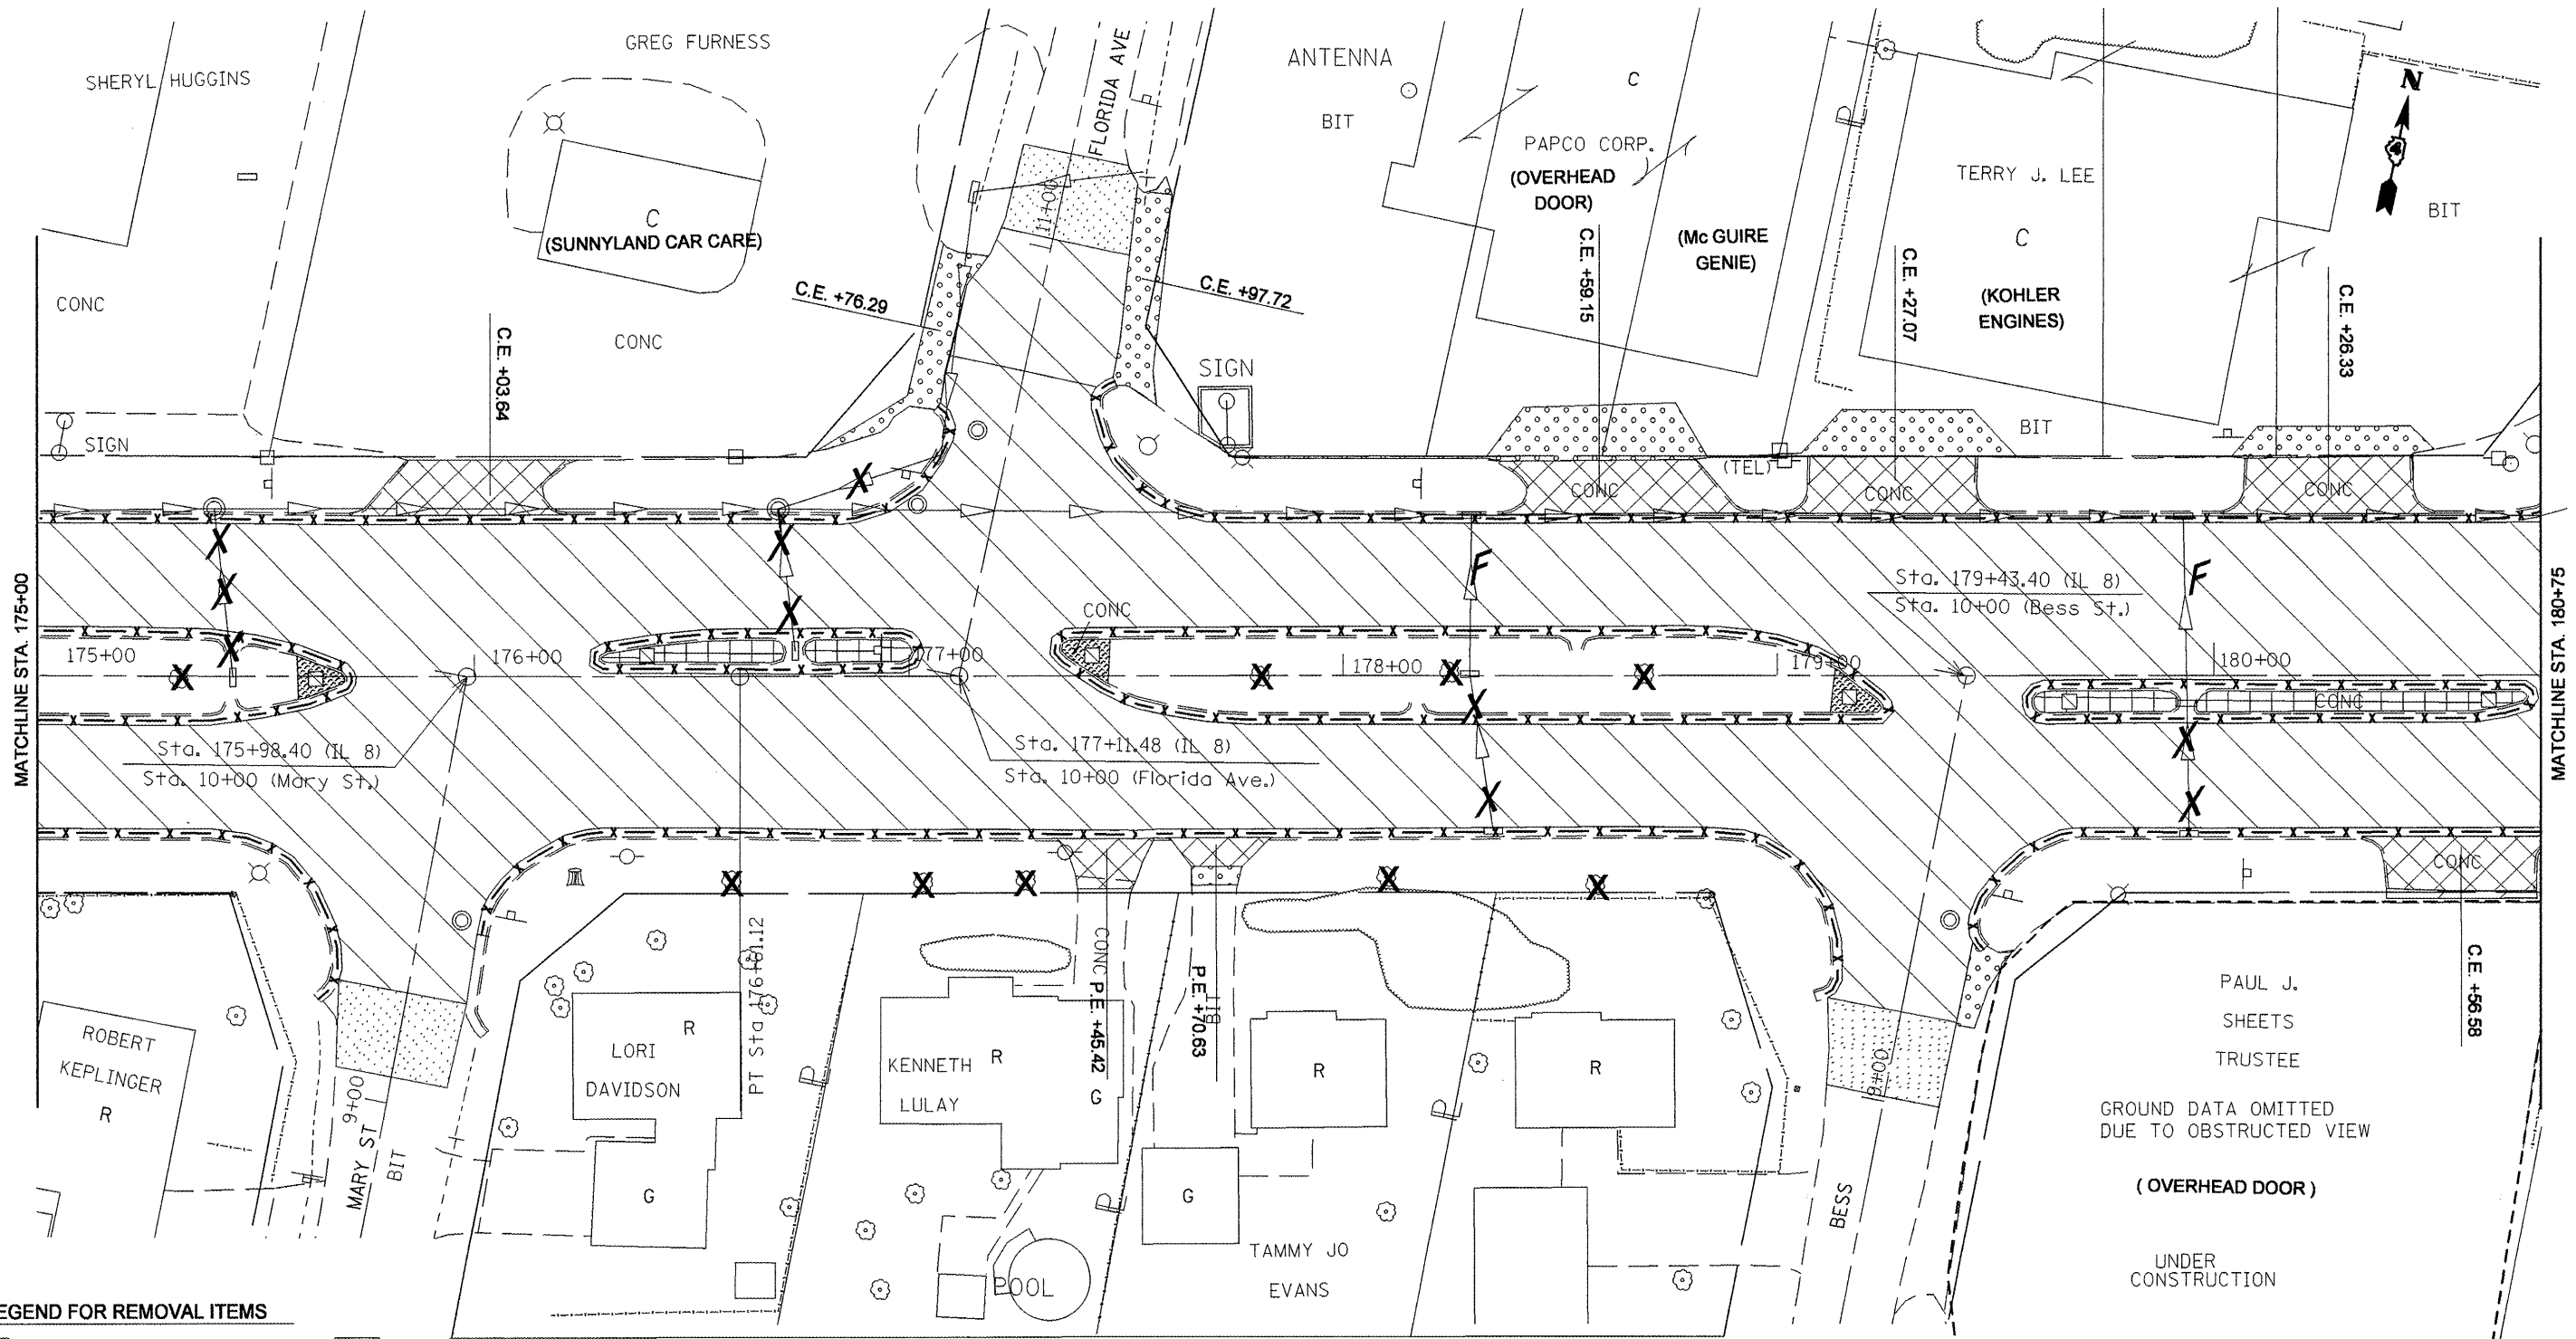 GREG FURNESS
SHERYL HUGGINS
FLORIDA AVE
ANTENNA
BIT
C
PAPCO CORP.
(OVERHEAD
DOOR)
(Mc GUIRE
GENIE)
TERRY J. LEE
C
(KOHLER
ENGINES)
N
4
BIT
11+00
C
(SUNNYLAND CAR CARE)
CONC
CONC
C.E. +03.64
C.E. +76.29
C.E. +97.72
C.E. +59.15
C.E. +27.07
C.E. +26.33
SIGN
SIGN
BIT
(TEL)
CONC
CONC
CONC
X
X
X
X
X
X
X
F
F
MATCHLINE STA. 175+00
MATCHLINE STA. 180+75
Sta. 179+43.40 (IL 8)
Sta. 10+00 (Bess St.)
CONC
175+00
176+00
177+00
178+00
179+00
180+00
X
X
X
X
X
X
X
X
X
CONC
Sta. 175+98.40 (IL 8)
Sta. 10+00 (Mary St.)
Sta. 177+11.48 (IL 8)
Sta. 10+00 (Florida Ave.)
X
X
X
X
X
CONC
PT Sta 176+61.12
CONC
P.E. +45.42
P.E. +70.63
BIT
C.E. +56.58
ROBERT
KEPLINGER
R
9+00
MARY ST
BIT
R
LORI
DAVIDSON
G
KENNETH
LULAY
R
G
POOL
R
G
TAMMY JO
EVANS
R
9+00
BESS
PAUL J.
SHEETS
TRUSTEE
GROUND DATA OMITTED
DUE TO OBSTRUCTED VIEW
( OVERHEAD DOOR )
UNDER
CONSTRUCTION
EGEND FOR REMOVAL ITEMS